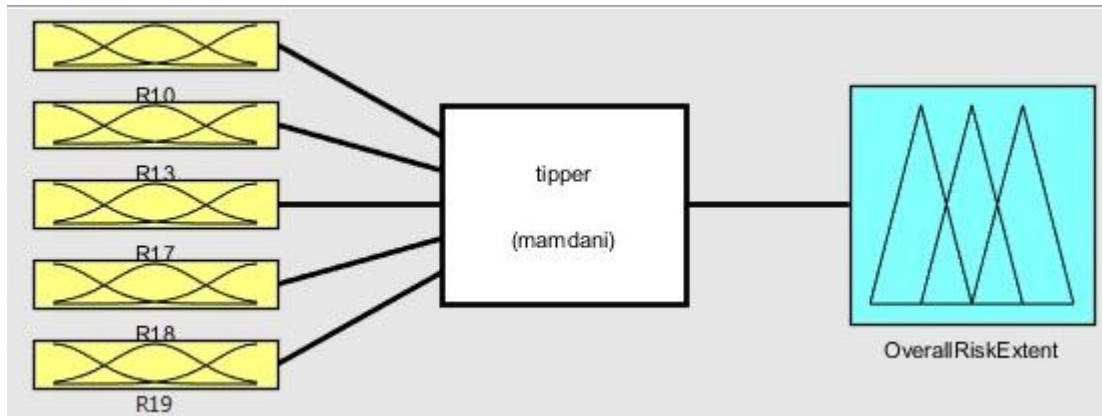 R10
R13
R17
R18
R19
tipper
(mamdani)
OverallRiskExtent